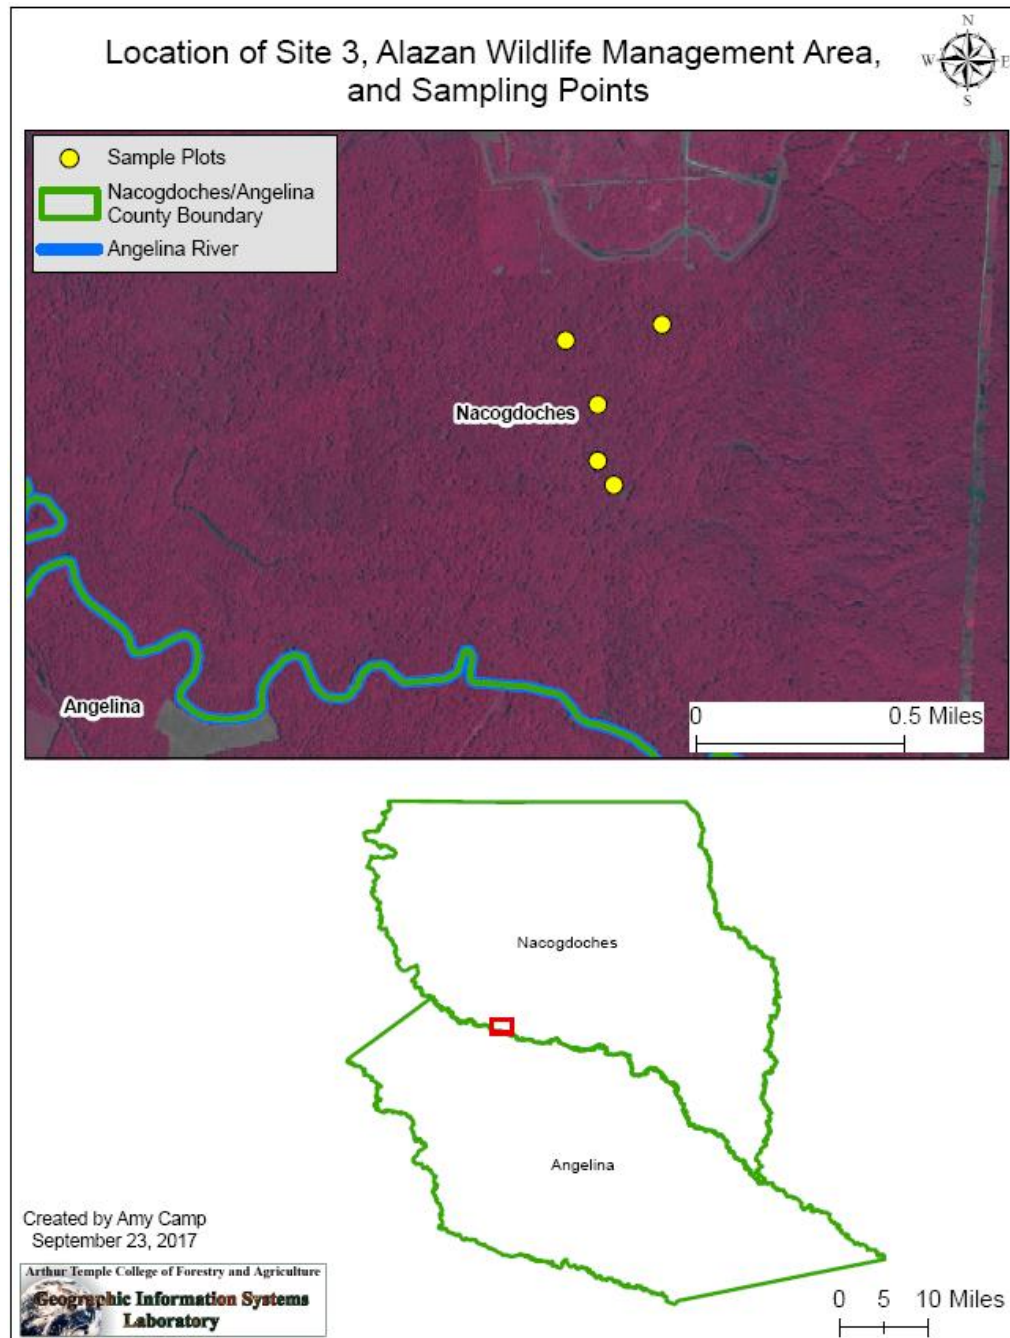 Location of Site 3, Alazan Wildlife Management Area,
and Sampling Points
N
W
E
S
Sample Plots
Nacogdoches/Angelina
County Boundary
Angelina River
Nacogdoches
Angelina
0
0.5 Miles
Nacogdoches
Angelina
Created by Amy Camp
September 23, 2017
Arthur Temple College of Forestry and Agriculture
Geographic Information Systems
Laboratory
0 5 10 Miles